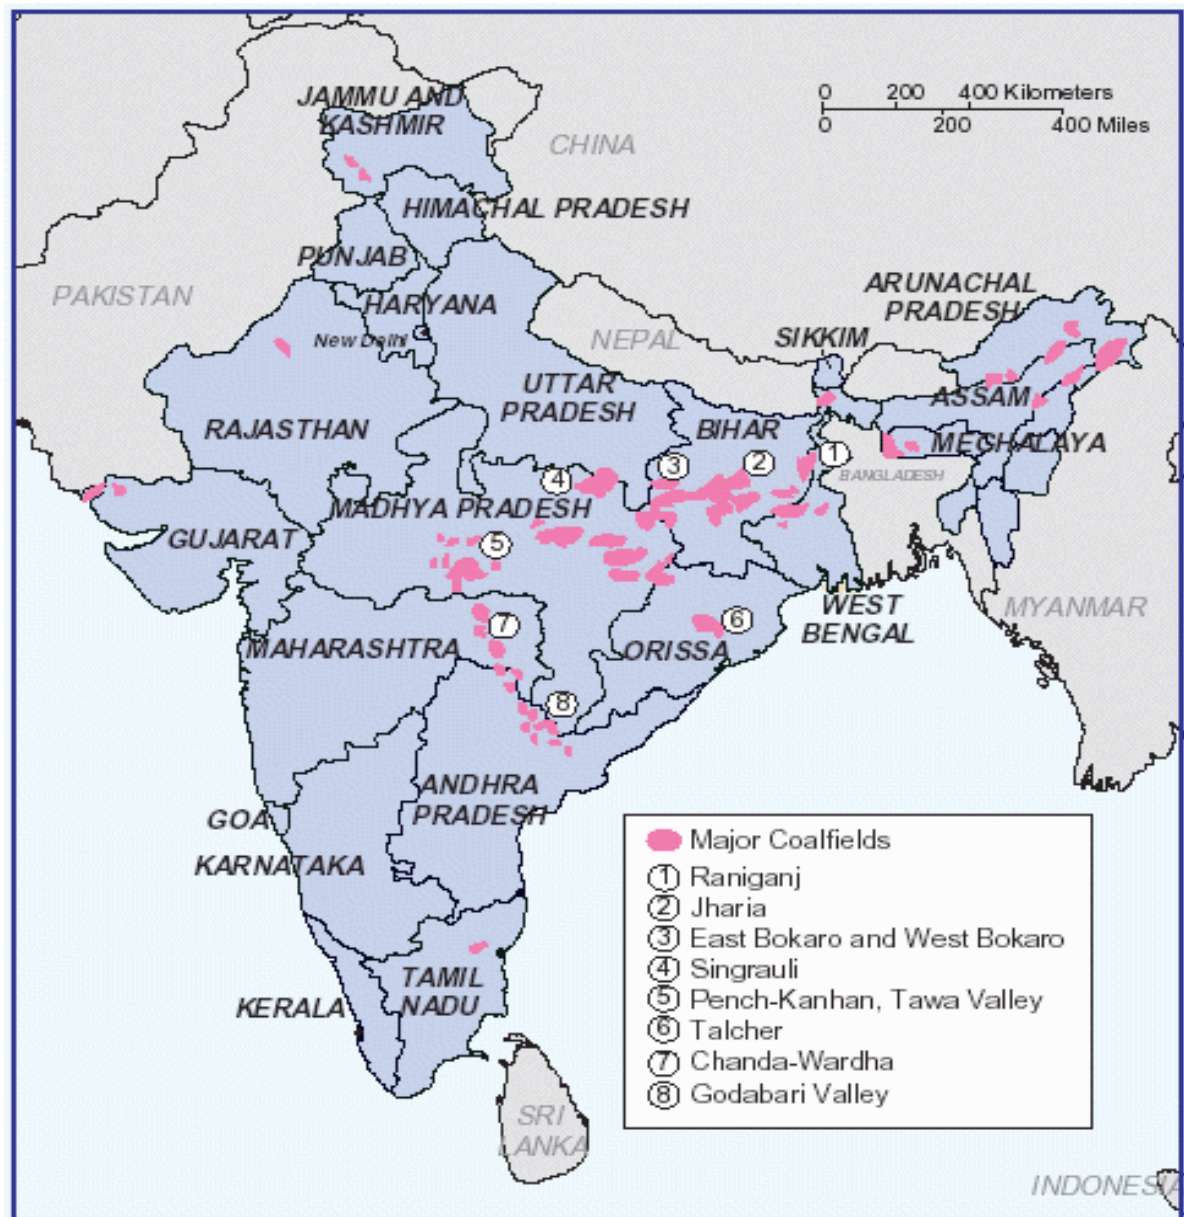 JAMMU AND
KASHMIR
0 200 400 Kilometers
0 200 400 Miles
CHINA
HIMACHAL PRADESH
PUNJAB
PAKISTAN
HARYANA
New Delhi
ARUNACHAL
PRADESH
NEPAL
SIKKIM
UTTAR
PRADESH
ASSAM
RAJASTHAN
BIHAR
MEGHALAYA
1
2
3
BANGLADESH
4
MADHYA PRADESH
GUJARAT
5
WEST
BENGAL
MYANMAR
6
7
MAHARASHTRA
ORISSA
8
ANDHRA
PRADESH
GOA
KARNATAKA
TAMIL
NADU
KERALA
SRI
LANKA
INDONESIA
Major Coalfields
1 Raniganj
2 Jharia
3 East Bokaro and West Bokaro
4 Singrauli
5 Pench-Kanhan, Tawa Valley
6 Talcher
7 Chanda-Wardha
8 Godabari Valley